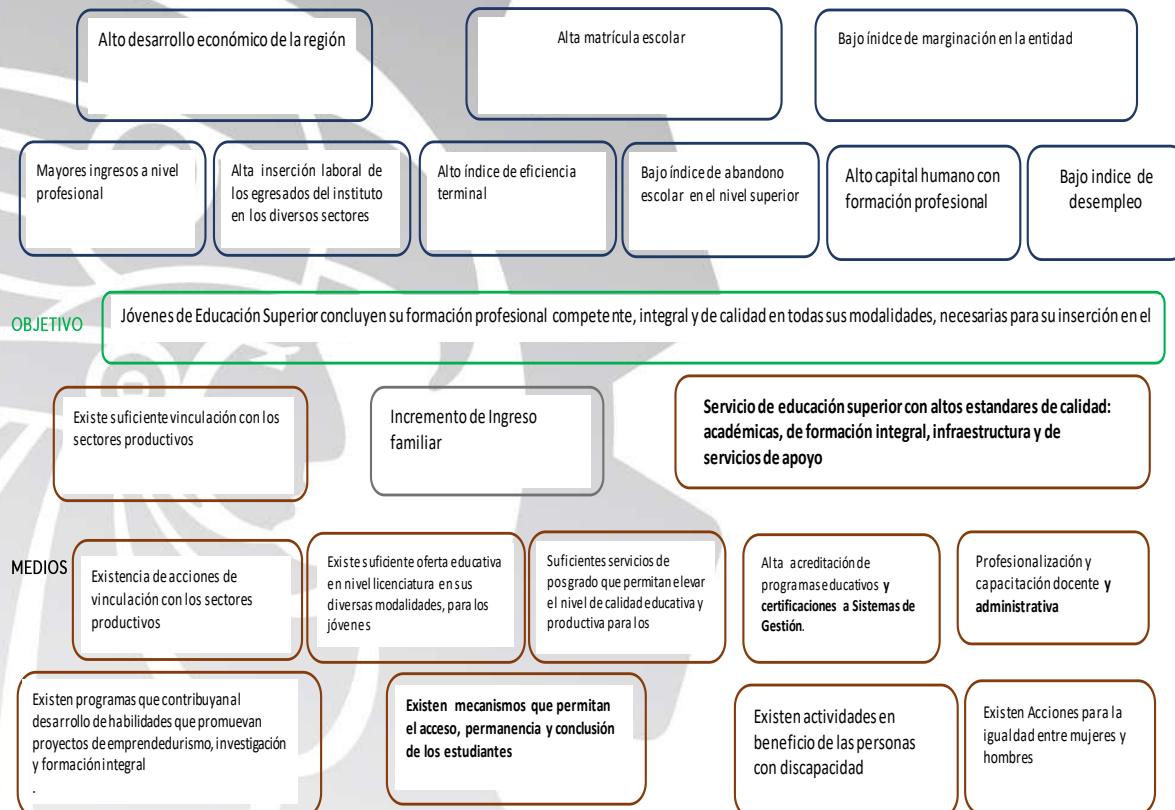 Alto desarrollo económico de la región
Alta matrícula escolar
Bajo ínidce de marginación en la entidad
Mayores ingresos a nivel
profesional
Alta inserción laboral de
los egresados del instituto
en los diversos sectores
Alto índice de eficiencia
terminal
Bajo índice de abandono
escolar en el nivel superior
Alto capital humano con
formación profesional
Bajo indice de
desempleo
OBJETIVO
Jóvenes de Educación Superior concluyen su formación profesional competente, integral y de calidad en todas sus modalidades, necesarias para su inserción en el
Existe suficiente vinculación con los
sectores productivos
Incremento de Ingreso
familiar
Servicio de educación superior con altos estandares de calidad:
académicas, de formación integral, infraestructura y de
servicios de apoyo
MEDIOS
Existencia de acciones de
vinculación con los sectores
productivos
Existe suficiente oferta educativa
en nivel licenciatura en sus
diversas modalidades, para los
jóvenes
Suficientes servicios de
posgrado que permitan elevar
el nivel de calidad educativa y
productiva para los
Alta acreditación de
programas educativos y
certificaciones a Sistemas de
Gestión.
Profesionalización y
capacitación docente y
administrativa
Existen programas que contribuyan al
desarrollo de habilidades que promuevan
proyectos de emprendedurismo, investigación
y formación integral
.
Existen mecanismos que permitan
el acceso, permanencia y conclusión
de los estudiantes
Existen actividades en
beneficio de las personas
con discapacidad
Existen Acciones para la
igualdad entre mujeres y
hombres